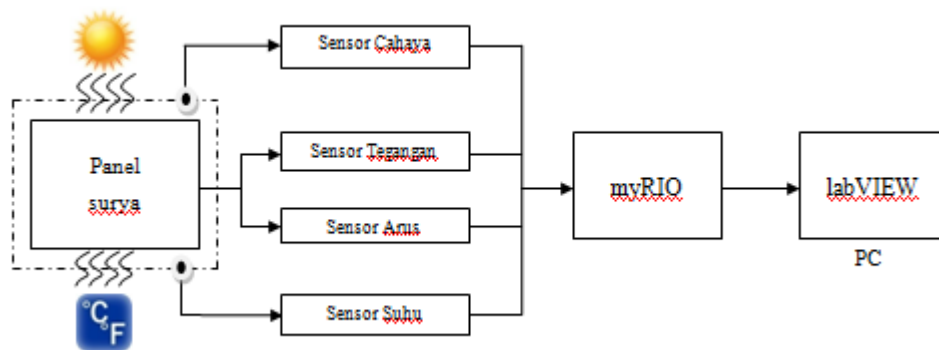 Sensor Cahaya
Panel
surya
Sensor Tegangan
Sensor Arus
Sensor Suhu
myRIO
labVIEW
PC
°C
°F